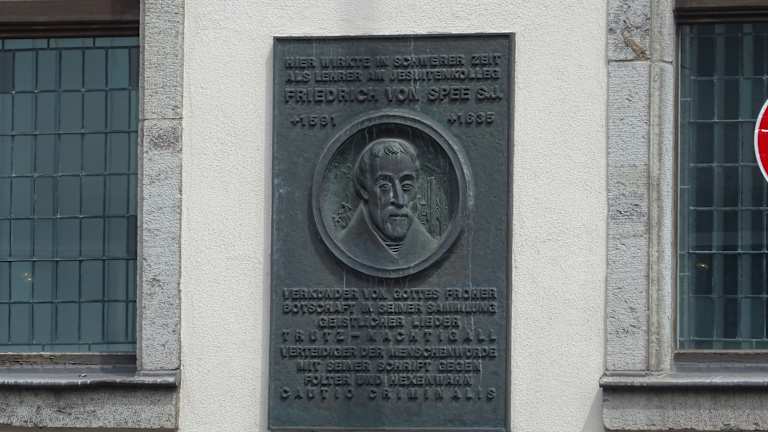 HIER WIRKTE IN SCHWERER ZEIT
ALS LEHRER AM JESUITENKOLLEG
FRIEDRICH VON SPEE S.J.
*1591 +1635
VERKÜNDER VON GOTTES FROHER
BOTSCHAFT IN SEINER SAMMLUNG
GEISTLICHER LIEDER
TRUTZ-NACHTIGALL
VERTEIDIGER DER MENSCHENWÜRDE
MIT SEINER SCHRIFT GEGEN
FOLTER UND HEXENWAHN
CAUTIO CRIMINALIS